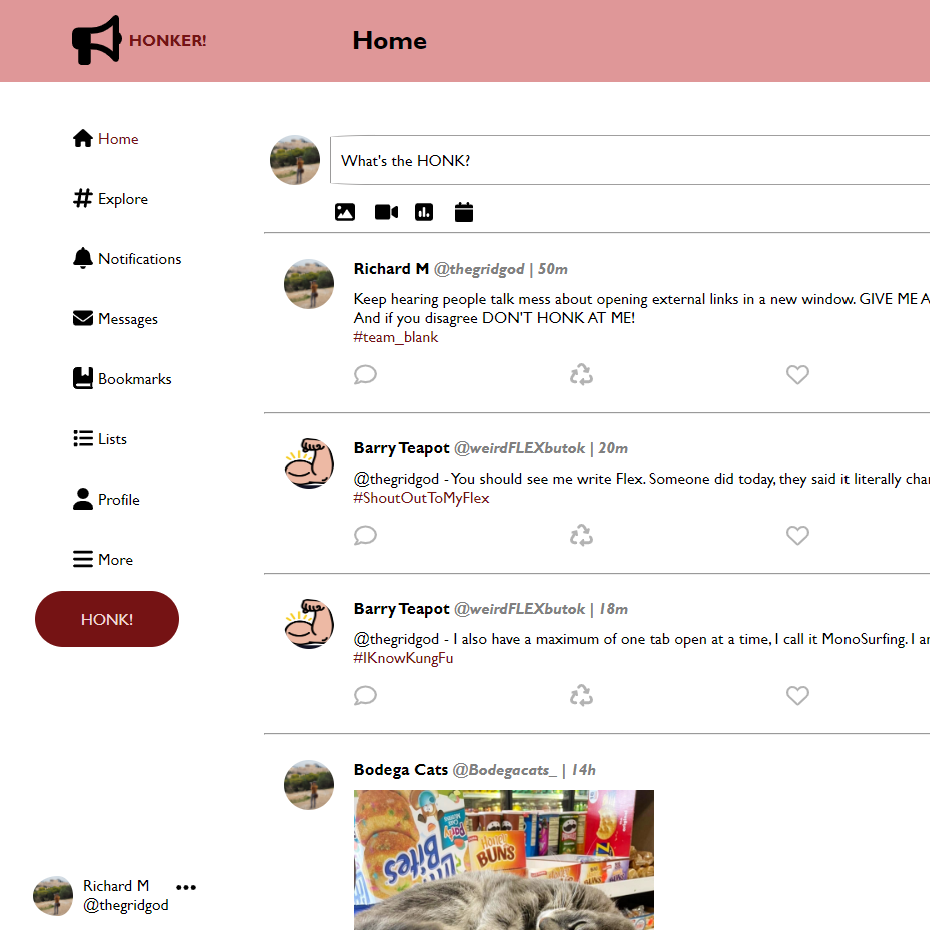 HONKER!
Home
Home
Explore
Notifications
Messages
Bookmarks
Lists
Profile
More
HONK!
Richard M
@thegridgod
What's the HONK?
Richard M @thegridgod | 50m
Keep hearing people talk mess about opening external links in a new window. GIVE ME A
And if you disagree DON'T HONK AT ME!
#team_blank
Barry Teapot @weirdFLEXbutok | 20m
@thegridgod - You should see me write Flex. Someone did today, they said it literally
#ShoutOutToMyFlex
Barry Teapot @weirdFLEXbutok | 18m
@thegridgod - I also have a maximum of one tab open at a time, I call it MonoSurfing. I
#IKnowKungFu
Bodega Cats @Bodegacats_ | 14h
Bites
Party
HONEY
BUNS